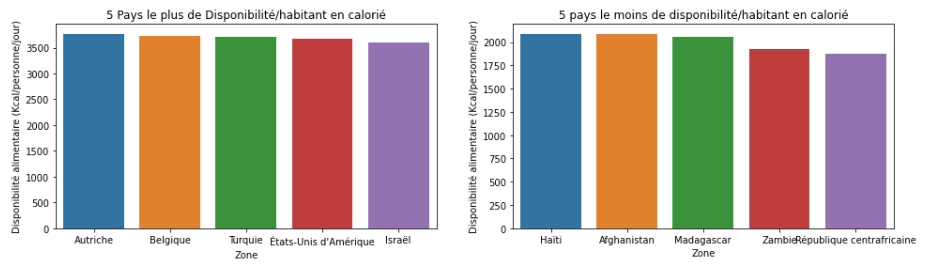 5 Pays le plus de Disponibilité/habitant en calorié
Disponibilité alimentaire (Kcal/personne/jour)
3500
3000
2500
2000
1500
1000
500
0
Autriche Belgique Turquie États-Unis d'Amérique Israël
Zone
5 pays le moins de disponibilité/habitant en calorié
Disponibilité alimentaire (Kcal/personne/jour)
2000
1750
1500
1250
1000
750
500
250
0
Haïti Afghanistan Madagascar Zambie République centrafricaine
Zone